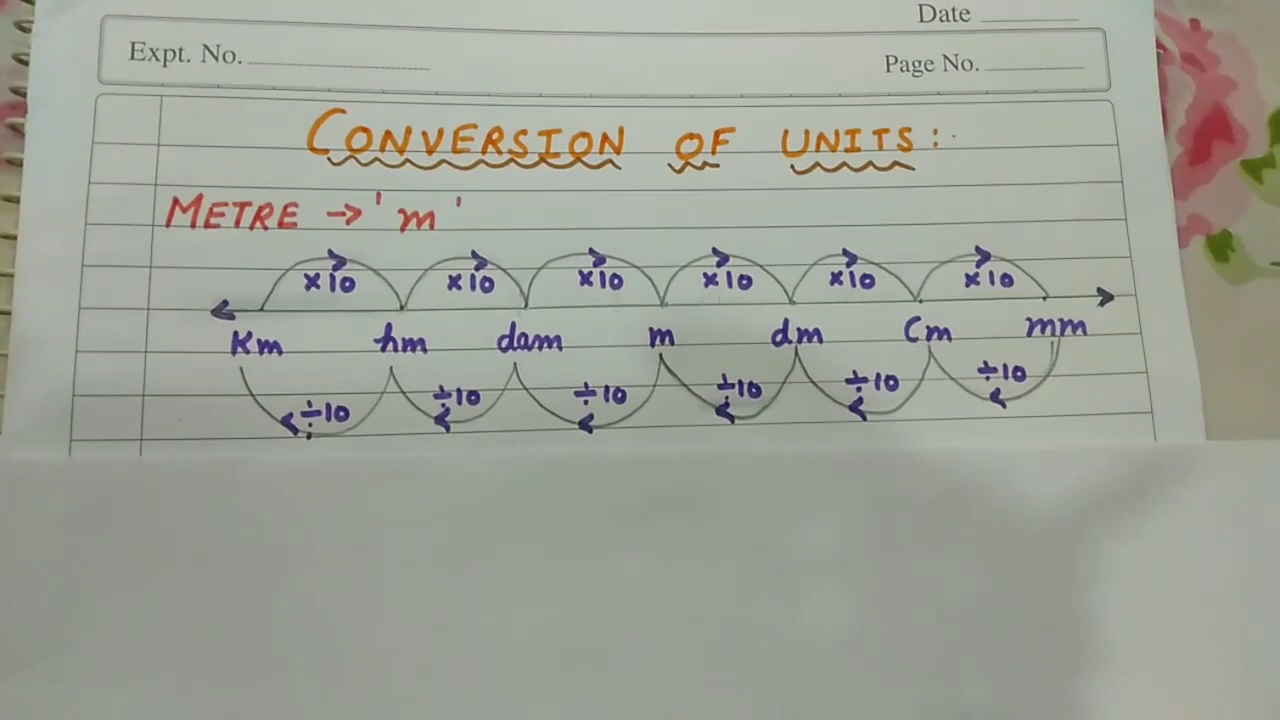 Date
Expt. No.
Page No.
CONVERSION OF UNITS:
METRE → 'm'
×10 ×10 ×10 ×10 ×10 ×10
Km hm dam m dm Cm mm
÷10 ÷10 ÷10 ÷10 ÷10 ÷10